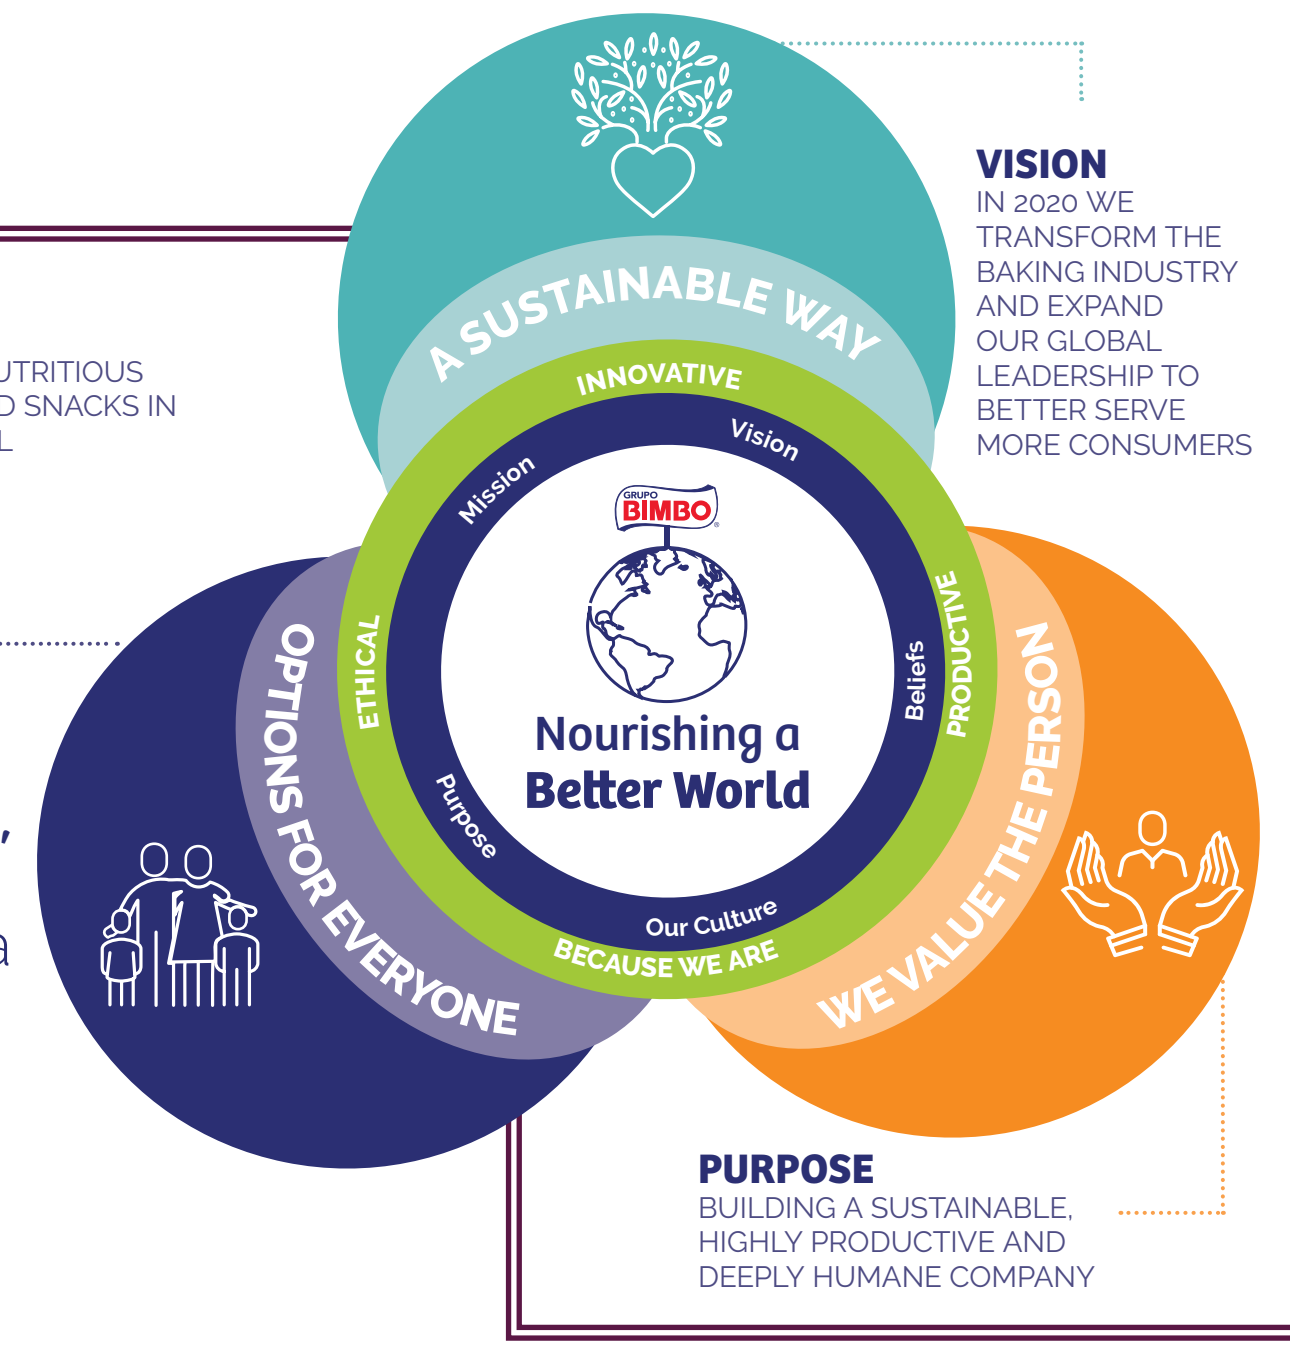 VISION
IN 2020 WE
TRANSFORM THE
BAKING INDUSTRY
AND EXPAND
OUR GLOBAL
LEADERSHIP TO
BETTER SERVE
MORE CONSUMERS
SNACKS IN
A SUSTAINABLE WAY
INNOVATIVE
Vision
Mission
GRUPO
BIMBO
®
ETHICAL
PRODUCTIVE
Beliefs
OPTIONS FOR EVERYONE
WE VALUE THE PERSON
Nourishing a
Better World
Purpose
Our Culture
BECAUSE WE ARE
PURPOSE
BUILDING A SUSTAINABLE,
HIGHLY PRODUCTIVE AND
DEEPLY HUMANE COMPANY